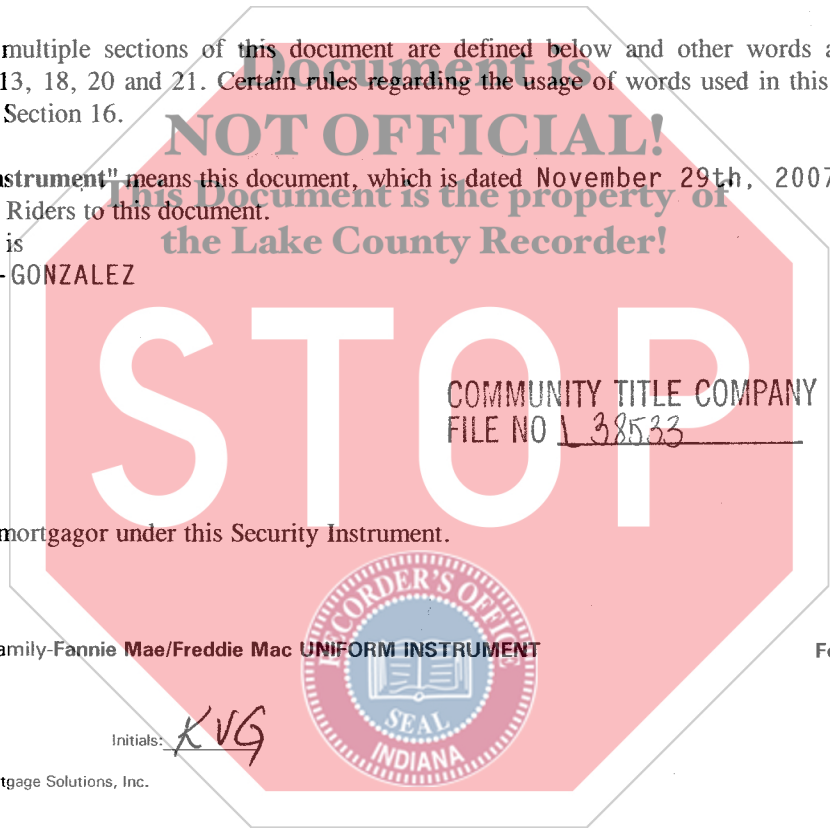 multiple sections of this document are defined below and other words a
Document is
13, 18, 20 and 21. Certain rules regarding the usage of words used in this
Section 16.
NOT OFFICIAL!
nstrument" means this document, which is dated November 29th, 2007
This Document is the property of
Riders to this document.
is
the Lake County Recorder!
-GONZALEZ
STOP
COMMUNITY TITLE COMPANY
FILE NO L 38533
mortgagor under this Security Instrument.
RECORDER'S OFFICE
amily-Fannie Mae/Freddie Mac UNIFORM INSTRUMENT
Fo
SEAL
INDIANA
Initials: KVG
tgage Solutions, Inc.